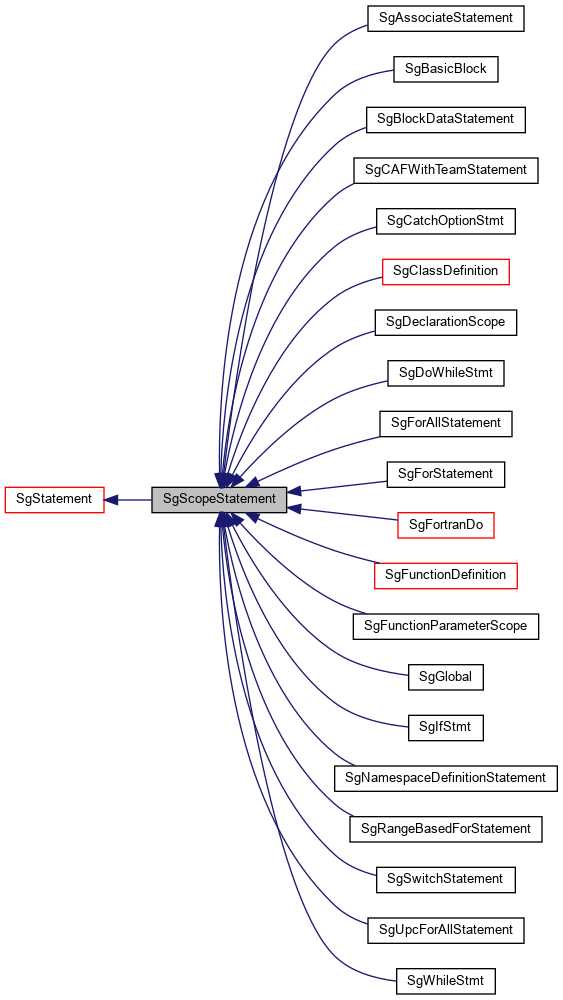 SgAssociateStatement
SgBasicBlock
SgBlockDataStatement
SgCAFWithTeamStatement
SgCatchOptionStmt
SgClassDefinition
SgDeclarationScope
SgDoWhileStmt
SgForAllStatement
SgForStatement
SgStatement
SgScopeStatement
SgFortranDo
SgFunctionDefinition
SgFunctionParameterScope
SgGlobal
SgIfStmt
SgNamespaceDefinitionStatement
SgRangeBasedForStatement
SgSwitchStatement
SgUpcForAllStatement
SgWhileStmt